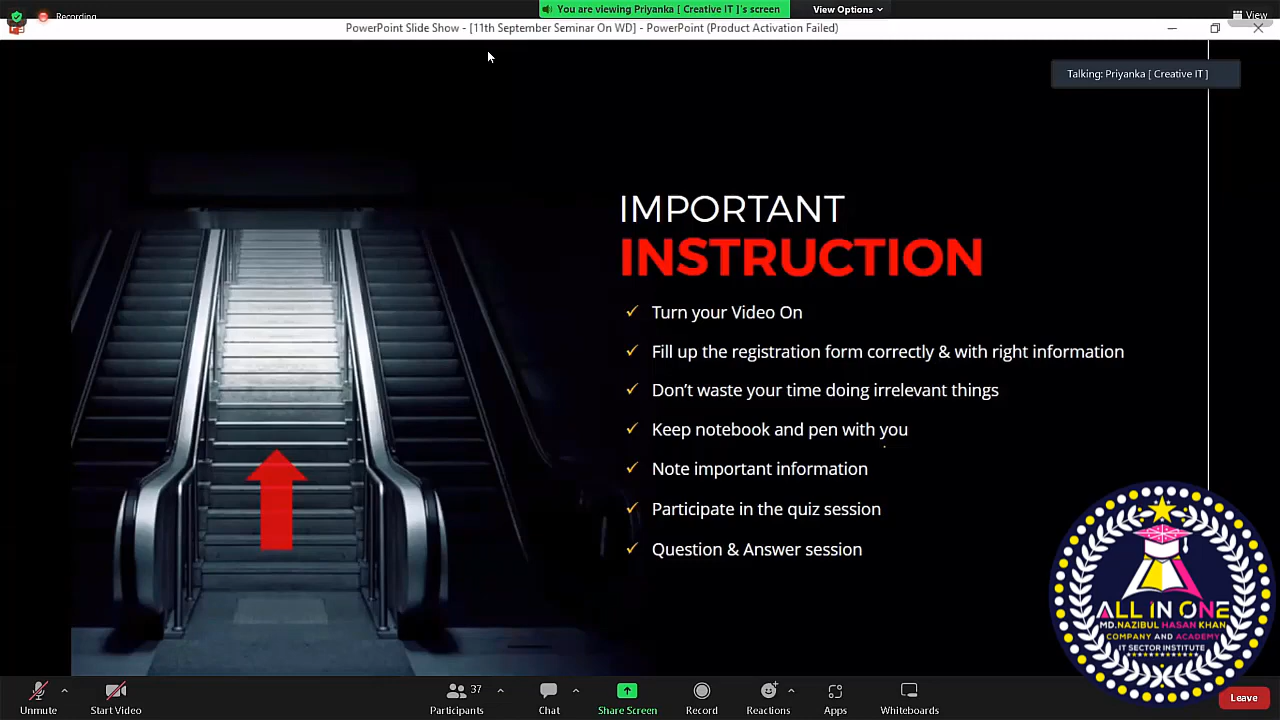 Recording
You are viewing Priyanka [ Creative IT ]'s screen
View Options
View
PowerPoint Slide Show - [11th September Seminar On WD] - PowerPoint (Product Activation Failed)
Talking: Priyanka [ Creative IT ]
IMPORTANT
INSTRUCTION
Turn your Video On
Fill up the registration form correctly & with right information
Don't waste your time doing irrelevant things
Keep notebook and pen with you
Note important information
Participate in the quiz session
Question & Answer session
ALL IN ONE
MD.NAZIBUL HASAN KHAN
COMPANY AND ACADEMY
IT SECTOR INSTITUTE
Unmute
Start Video
Participants
37
Chat
Share Screen
Record
Reactions
Apps
Whiteboards
Leave